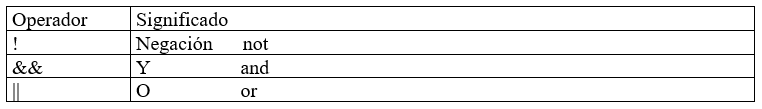 Operador Significado
! Negación not
&& Y and
|| O or